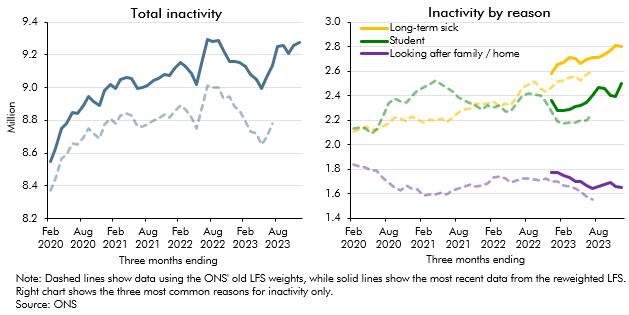 Total inactivity
Inactivity by reason
9.4
9.2
9.0
8.8
8.6
8.4
8.2
Million
Feb Aug Feb Aug Feb Aug Feb Aug
2020 2020 2021 2021 2022 2022 2023 2023
Three months ending
3.0
2.8
2.6
2.4
2.2
2.0
1.8
1.6
1.4
Long-term sick
Student
Looking after family / home
Feb Aug Feb Aug Feb Aug Feb Aug
2020 2020 2021 2021 2022 2022 2023 2023
Three months ending
Note: Dashed lines show data using the ONS' old LFS weights, while solid lines show the most recent data from the reweighted LFS.
Right chart shows the three most common reasons for inactivity only.
Source: ONS